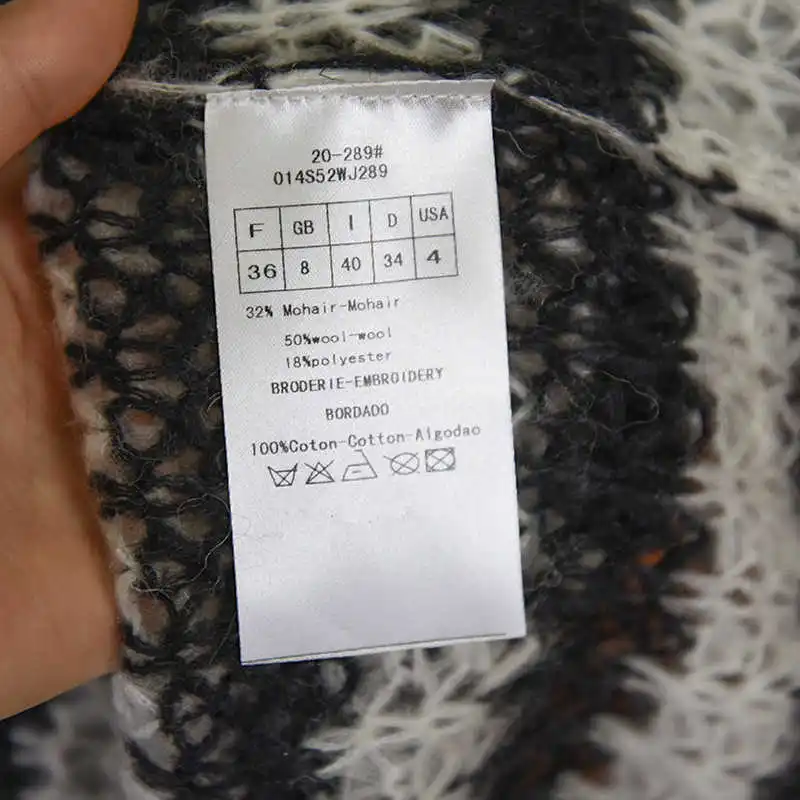 20-289#
014S52WJ289
F GB I D USA
36 8 40 34 4
32% Mohair-Mohair
50%wool-wool
18%polyester
BRODERIE-EMBROIDERY
BORDADO
100%Coton-Cotton-Algodao